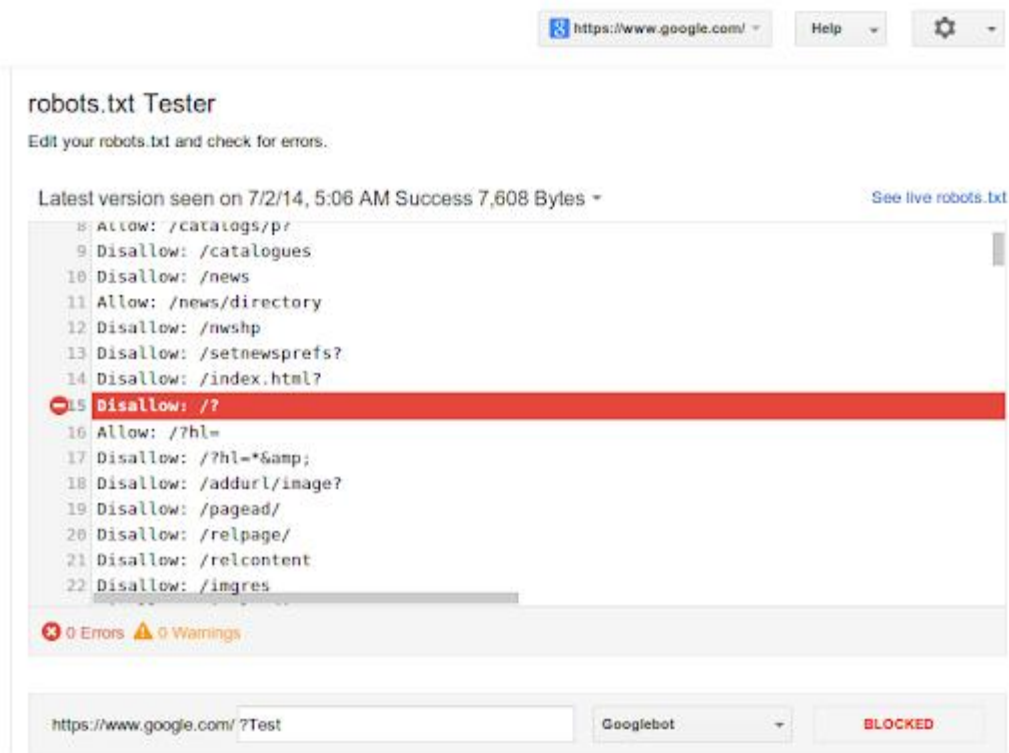 https://www.google.com/ Help
robots.txt Tester
Edit your robots.txt and check for errors.
Latest version seen on 7/2/14, 5:06 AM Success 7,608 Bytes See live robots.txt
8 Allow: /catalogs/p?
9 Disallow: /catalogues
10 Disallow: /news
11 Allow: /news/directory
12 Disallow: /nwshp
13 Disallow: /setnewsprefs?
14 Disallow: /index.html?
15 Disallow: /?
16 Allow: /?hl=
17 Disallow: /?hl=*&amp;
18 Disallow: /addurl/image?
19 Disallow: /pagead/
20 Disallow: /relpage/
21 Disallow: /relcontent
22 Disallow: /imgres
0 Errors 0 Warnings
https://www.google.com/ ?Test Googlebot BLOCKED